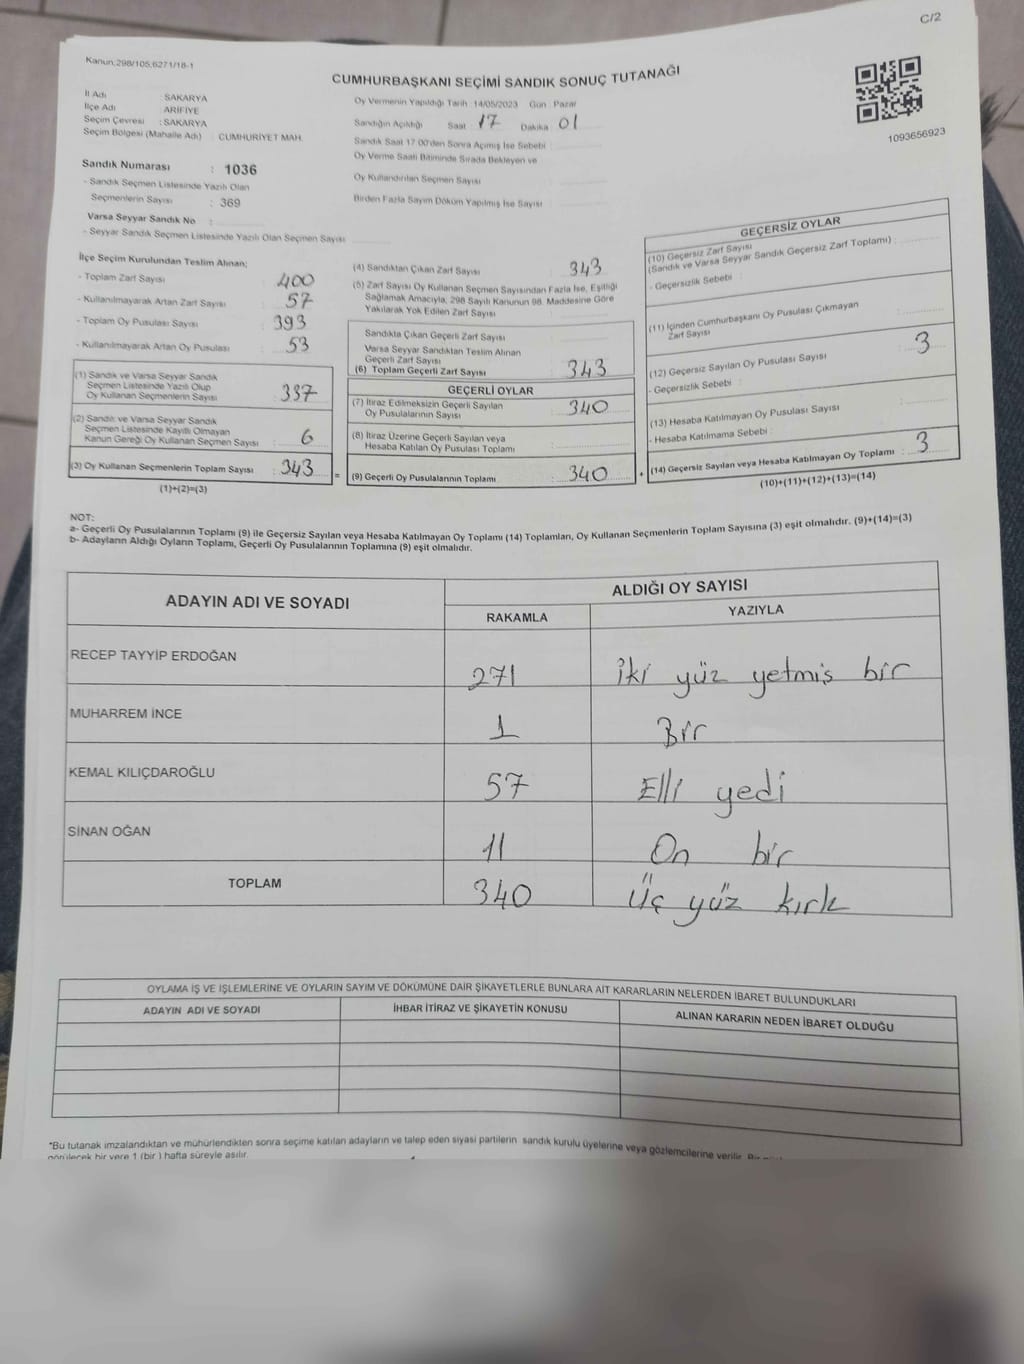 C/2
Kanun:298/105;6271/18-1
CUMHURBAŞKANI SEÇİMİ SANDIK SONUÇ TUTANAĞI
1093656923
İl Adı : SAKARYA
İlçe Adı : ARİFİYE
Seçim Çevresi : SAKARYA
Seçim Bölgesi (Mahalle Adı) : CUMHURİYET MAH.
Sandık Numarası : 1036
- Sandık Seçmen Listesinde Yazılı Olan
Seçmenlerin Sayısı : 369
Varsa Seyyar Sandık No :
- Seyyar Sandık Seçmen Listesinde Yazılı Olan Seçmen Sayısı
Oy Vermenin Yapıldığı Tarih : 14/05/2023 Gün : Pazar
Sandığın Açıldığı Saat : 17 Dakika : 01
Sandık Saat 17:00'den Sonra Açımış İse Sebebi :
Oy Verme Saati Bitiminde Sırada Bekleyen ve
Oy Kullandırılan Seçmen Sayısı :
Birden Fazla Sayım Döküm Yapılmış İse Sayısı :
İlçe Seçim Kurulundan Teslim Alınan;
- Toplam Zarf Sayısı : 400
- Kullanılmayarak Artan Zarf Sayısı : 57
- Toplam Oy Pusulası Sayısı : 393
- Kullanılmayarak Artan Oy Pusulası : 53
(1) Sandık ve Varsa Seyyar Sandık
Seçmen Listesinde Yazılı Olup
Oy Kullanan Seçmenlerin Sayısı : 337
(2) Sandık ve Varsa Seyyar Sandık
Seçmen Listesinde Kayıtlı Olmayan
Kanun Gereği Oy Kullanan Seçmen Sayısı : 6
(3) Oy Kullanan Seçmenlerin Toplam Sayısı : 343 =
(1)+(2)=(3)
(4) Sandıktan Çıkan Zarf Sayısı : 343
(5) Zarf Sayısı Oy Kullanan Seçmen Sayısından Fazla İse, Eşitliği
Sağlamak Amacıyla, 298 Sayılı Kanunun 98. Maddesine Göre
Yakılarak Yok Edilen Zarf Sayısı :
Sandıkta Çıkan Geçerli Zarf Sayısı :
Varsa Seyyar Sandıktan Teslim Alınan
Geçerli Zarf Sayısı :
(6) Toplam Geçerli Zarf Sayısı : 343
GEÇERLİ OYLAR
(7) İtiraz Edilmeksizin Geçerli Sayılan
Oy Pusulalarının Sayısı : 340
(8) İtiraz Üzerine Geçerli Sayılan veya
Hesaba Katılan Oy Pusulası Toplamı :
(9) Geçerli Oy Pusulalarının Toplamı : 340 +
GEÇERSİZ OYLAR
(10) Geçersiz Zarf Sayısı
(Sandık ve Varsa Seyyar Sandık Geçersiz Zarf Toplamı) :
- Geçersizlik Sebebi :
(11) İçinden Cumhurbaşkanı Oy Pusulası Çıkmayan
Zarf Sayısı :
(12) Geçersiz Sayılan Oy Pusulası Sayısı : 3
- Geçersizlik Sebebi :
(13) Hesaba Katılmayan Oy Pusulası Sayısı :
- Hesaba Katılmama Sebebi :
(14) Geçersiz Sayılan veya Hesaba Katılmayan Oy Toplamı : 3
(10)+(11)+(12)+(13)=(14)
NOT:
a- Geçerli Oy Pusulalarının Toplamı (9) ile Geçersiz Sayılan veya Hesaba Katılmayan Oy Toplamı (14) Toplamları, Oy Kullanan Seçmenlerin Toplam Sayısına (3) eşit olmalıdır. (9)+(14)=(3)
b- Adayların Aldığı Oyların Toplamı, Geçerli Oy Pusulalarının Toplamına (9) eşit olmalıdır.
ADAYIN ADI VE SOYADI ALDIĞI OY SAYISI
RAKAMLA YAZIYLA
RECEP TAYYİP ERDOĞAN 271 iki yüz yetmiş bir
MUHARREM İNCE 1 Bir
KEMAL KILIÇDAROĞLU 57 Elli yedi
SİNAN OĞAN 11 On bir
TOPLAM 340 Üç yüz kırk
OYLAMA İŞ VE İŞLEMLERİNE VE OYLARIN SAYIM VE DÖKÜMÜNE DAİR ŞİKAYETLERLE BUNLARA AİT KARARLARIN NELERDEN İBARET BULUNDUKLARI
ADAYIN ADI VE SOYADI İHBAR İTİRAZ VE ŞİKAYETİN KONUSU ALINAN KARARIN NEDEN İBARET OLDUĞU
*Bu tutanak imzalandıktan ve mühürlendikten sonra seçime katılan adayların ve talep eden siyasi partilerin sandık kurulu üyelerine veya gözlemcilerine verilir. Bir
görülecek bir yere 1 (bir ) hafta süreyle asılır.